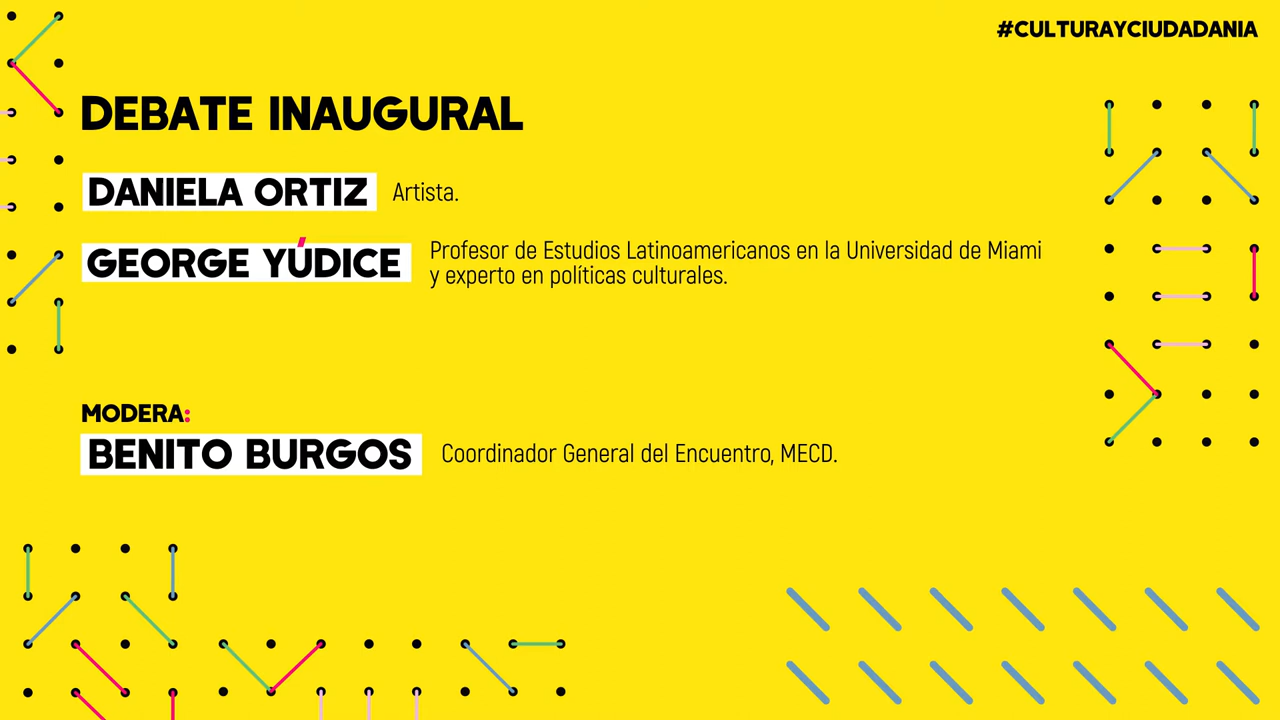 #CULTURAYCIUDADANIA
DEBATE INAUGURAL
DANIELA ORTIZ Artista.
GEORGE YÚDICE Profesor de Estudios Latinoamericanos en la Universidad de Miami
y experto en políticas culturales.
MODERA:
BENITO BURGOS Coordinador General del Encuentro, MECD.